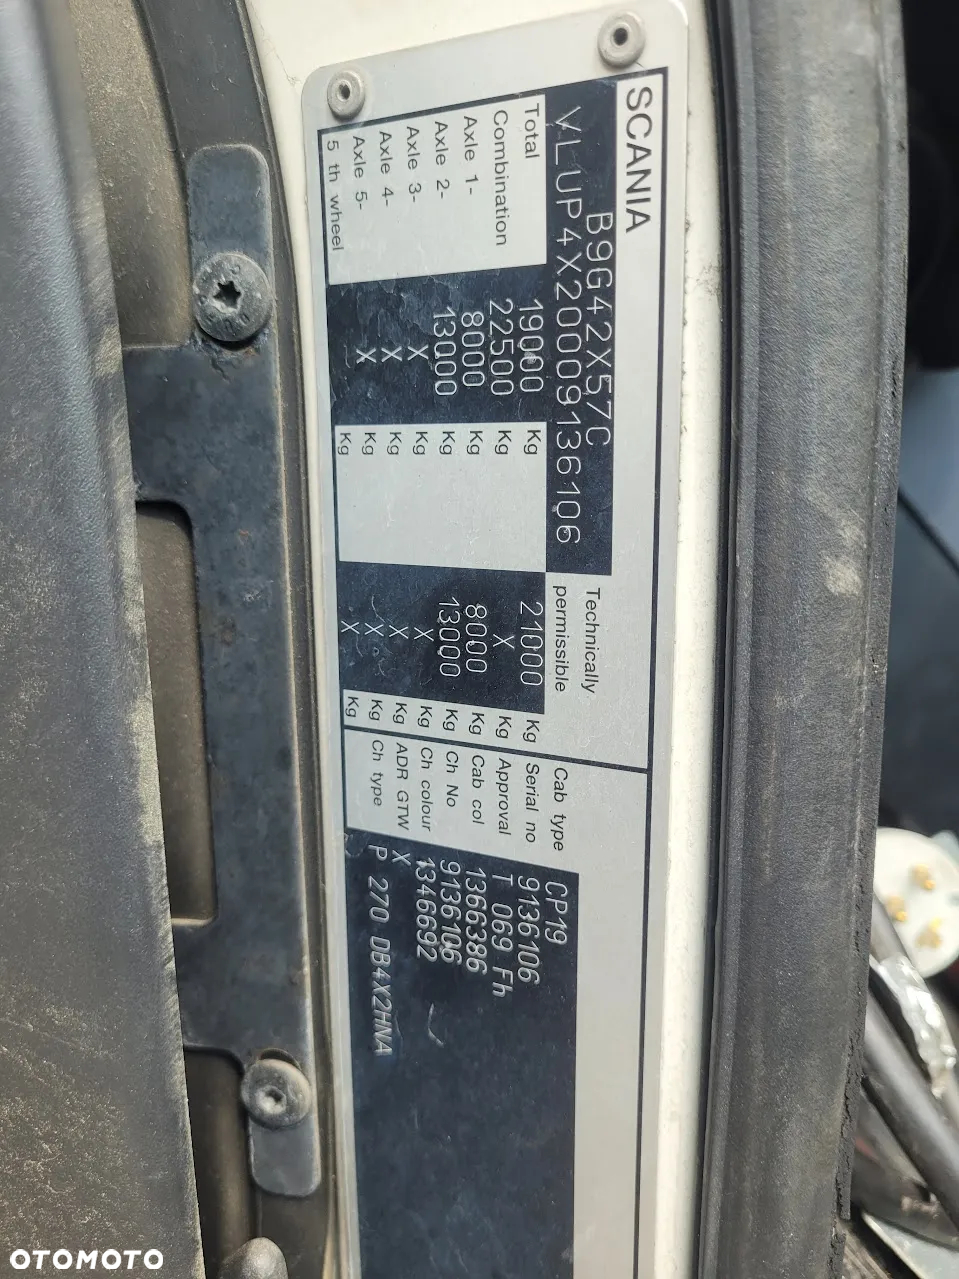 SCANIA
B9G42X57C
VLUP4X20009136106
Technically
permissible
Total 19000 Kg 21000 Kg
Combination 22500 Kg X Kg
Axle 1- 8000 Kg 8000 Kg
Axle 2- 13000 Kg 13000 Kg
Axle 3- X Kg X Kg
Axle 4- X Kg X Kg
Axle 5- X Kg X Kg
5 th wheel Kg X Kg
Cab type CP19
Serial no 9136106
Approval T 069 Fh
Cab col 1366386
Ch No 9136106
Ch colour 1346692
ADR GTW X
Ch type P 270 DB4X2HNA
OTOMOTO